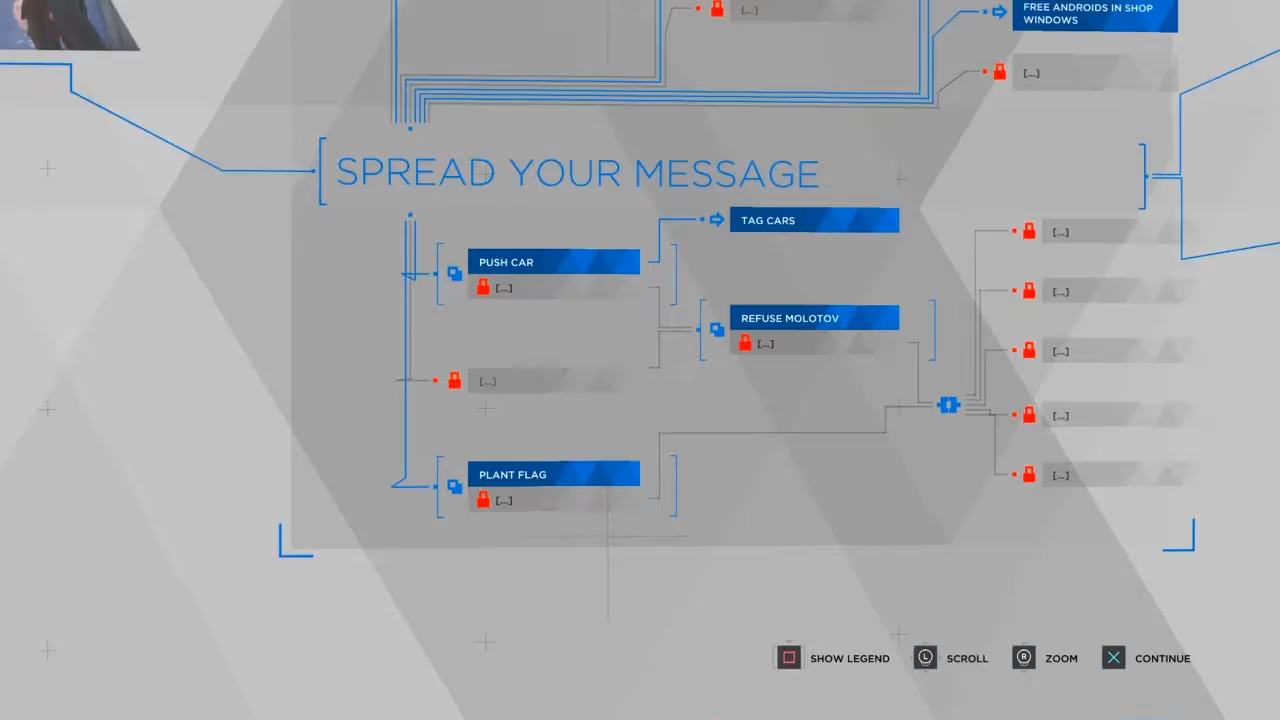 [...]
FREE ANDROIDS IN SHOP
WINDOWS
[...]
SPREAD YOUR MESSAGE
TAG CARS
[...]
PUSH CAR
[...]
[...]
REFUSE MOLOTOV
[...]
[...]
[...]
[...]
PLANT FLAG
[...]
[...]
L
R
SHOW LEGEND
SCROLL
ZOOM
CONTINUE